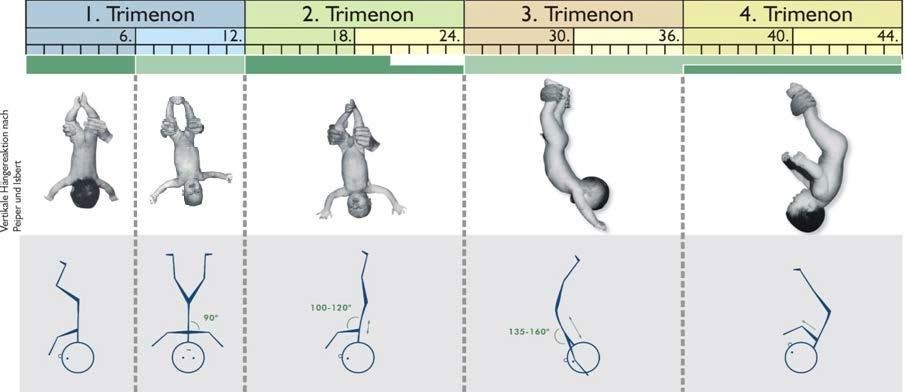 1. Trimenon
2. Trimenon
3. Trimenon
4. Trimenon
6.
12.
18.
24.
30.
36.
40.
44.
Vertikale Hängereaktion nach
Peiper und Isbert
90°
100-120°
135-160°